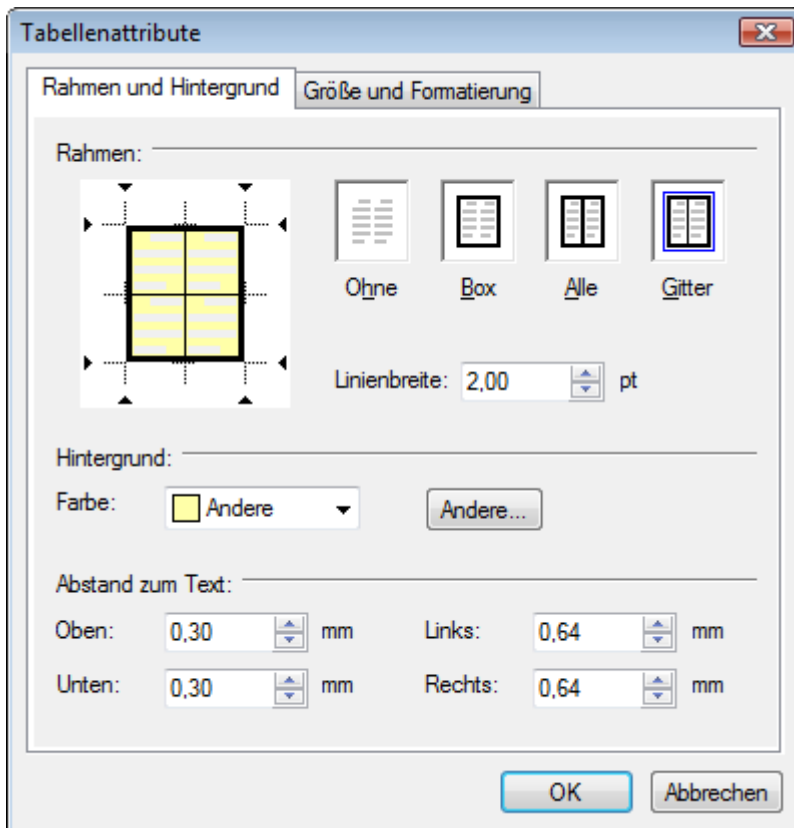 Tabellenattribute
Rahmen und Hintergrund Größe und Formatierung
Rahmen:
Ohne Box Alle Gitter
Linienbreite: 2,00 pt
Hintergrund:
Farbe: Andere Andere...
Abstand zum Text:
Oben: 0,30 mm Links: 0,64 mm
Unten: 0,30 mm Rechts: 0,64 mm
OK Abbrechen